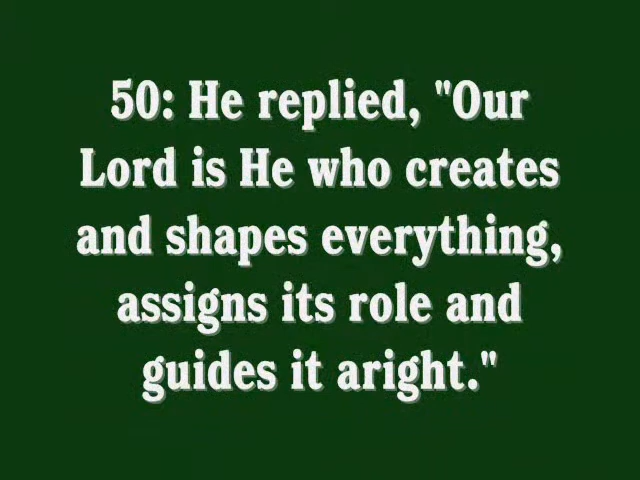 50: He replied, "Our
Lord is He who creates
and shapes everything,
assigns its role and
guides it aright."